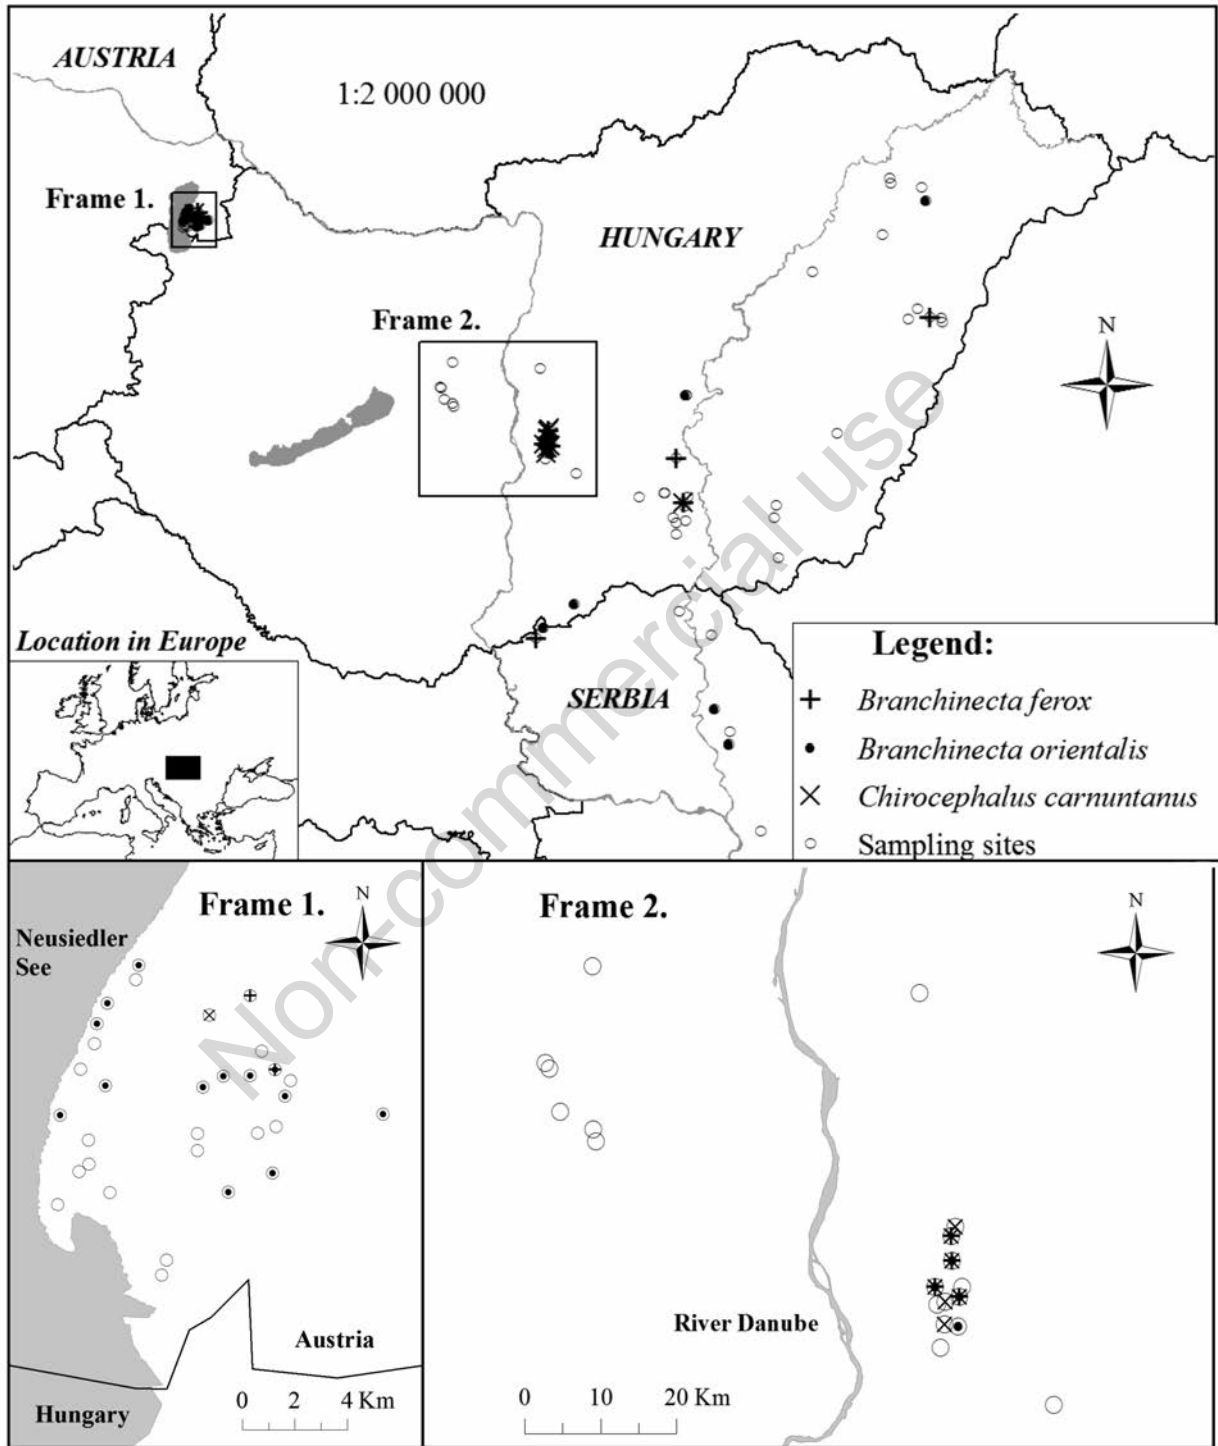 AUSTRIA
1:2 000 000
Frame 1.
HUNGARY
Frame 2.
N
Location in Europe
SERBIA
Legend:
Branchinecta ferox
Branchinecta orientalis
Chirocephalus carnuntanus
Sampling sites
Non-commercial use
Frame 1.
N
Neusiedler
See
Austria
Hungary
0 2 4 Km
Frame 2.
N
River Danube
0 10 20 Km